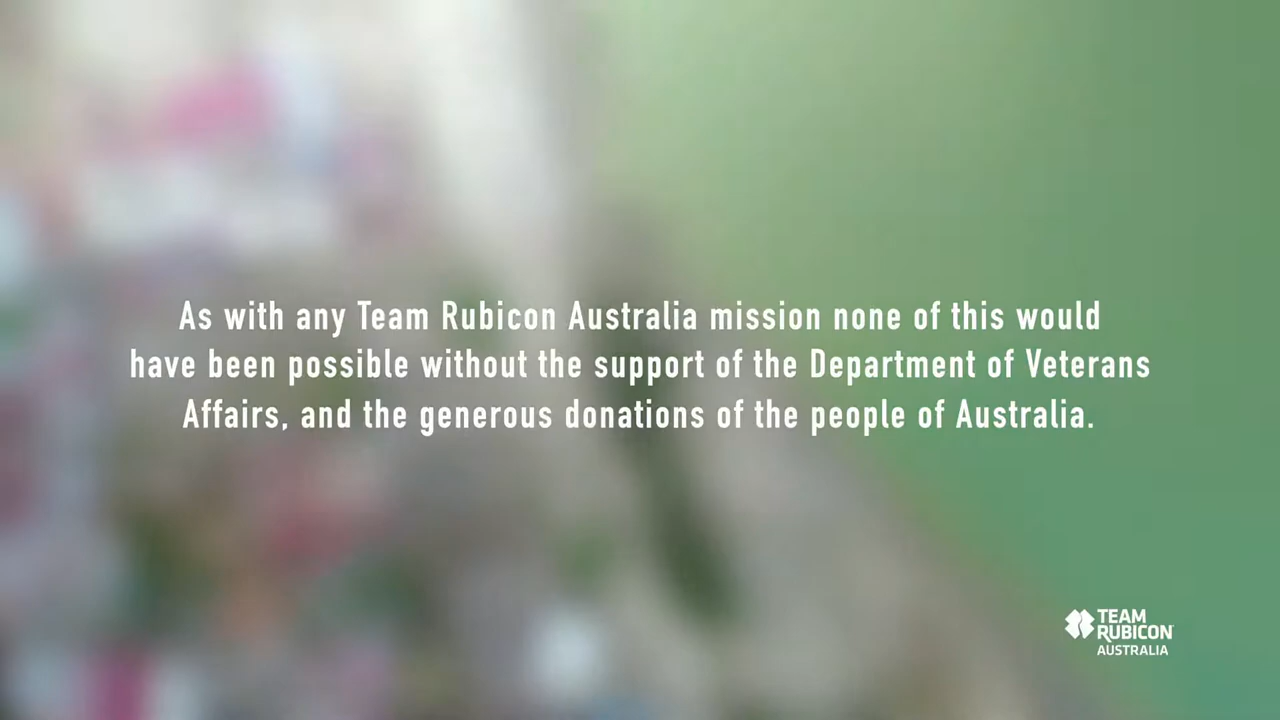 As with any Team Rubicon Australia mission none of this would
have been possible without the support of the Department of Veterans
Affairs, and the generous donations of the people of Australia.
TEAM
RUBICON
AUSTRALIA